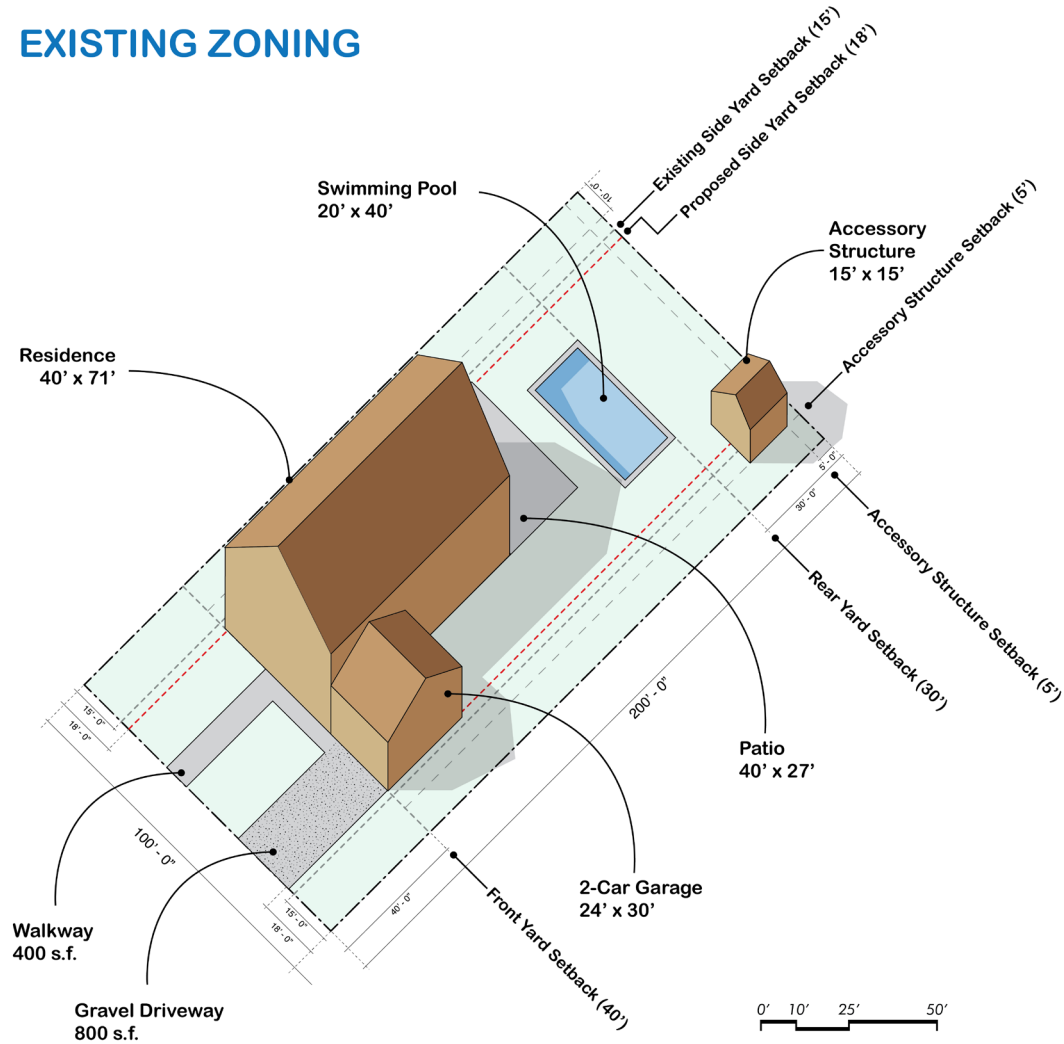 EXISTING ZONING
Existing Side Yard Setback (15’)
Proposed Side Yard Setback (18’)
Swimming Pool
20’ x 40’
10' - 0"
Accessory
Structure
15’ x 15’
Accessory Structure Setback (5’)
Residence
40’ x 71’
5' - 0"
30' - 0"
Accessory Structure Setback (5’)
Rear Yard Setback (30’)
200' - 0"
15' - 0"
18' - 0"
Patio
40’ x 27’
100' - 0"
2-Car Garage
24’ x 30’
40' - 0"
15' - 0"
18' - 0"
Front Yard Setback (40’)
Walkway
400 s.f.
Gravel Driveway
800 s.f.
0' 10' 25' 50'